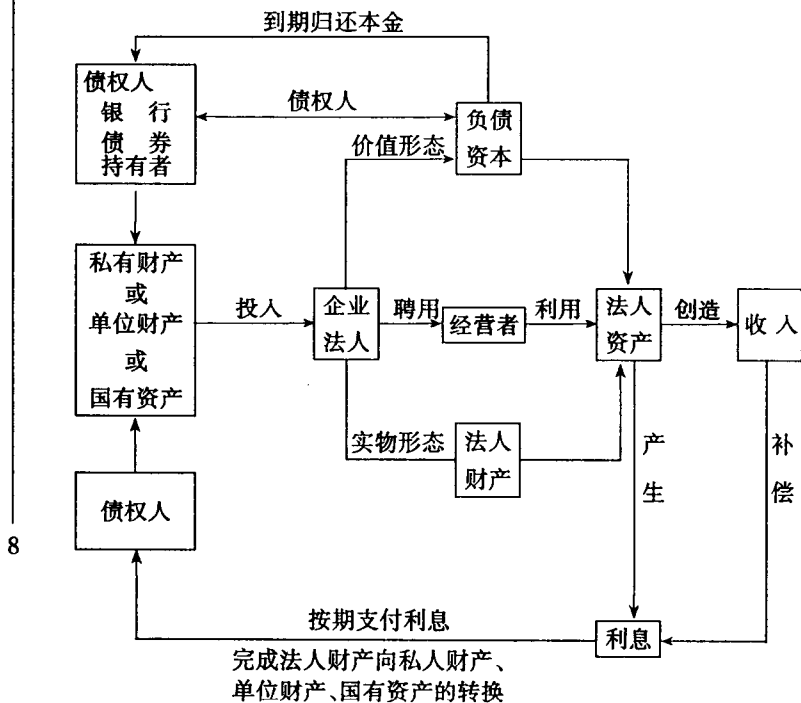 到期归还本金
债权人
银 行
债 券
持有者
债权人
负债
资本
价值形态
私有财产
或
单位财产
或
国有资产
投入
企业
法人
聘用
经营者
利用
法人
资产
创造
收 入
实物形态
法人
财产
产
生
补
偿
债权人
8
按期支付利息
利息
完成法人财产向私人财产、
单位财产、国有资产的转换